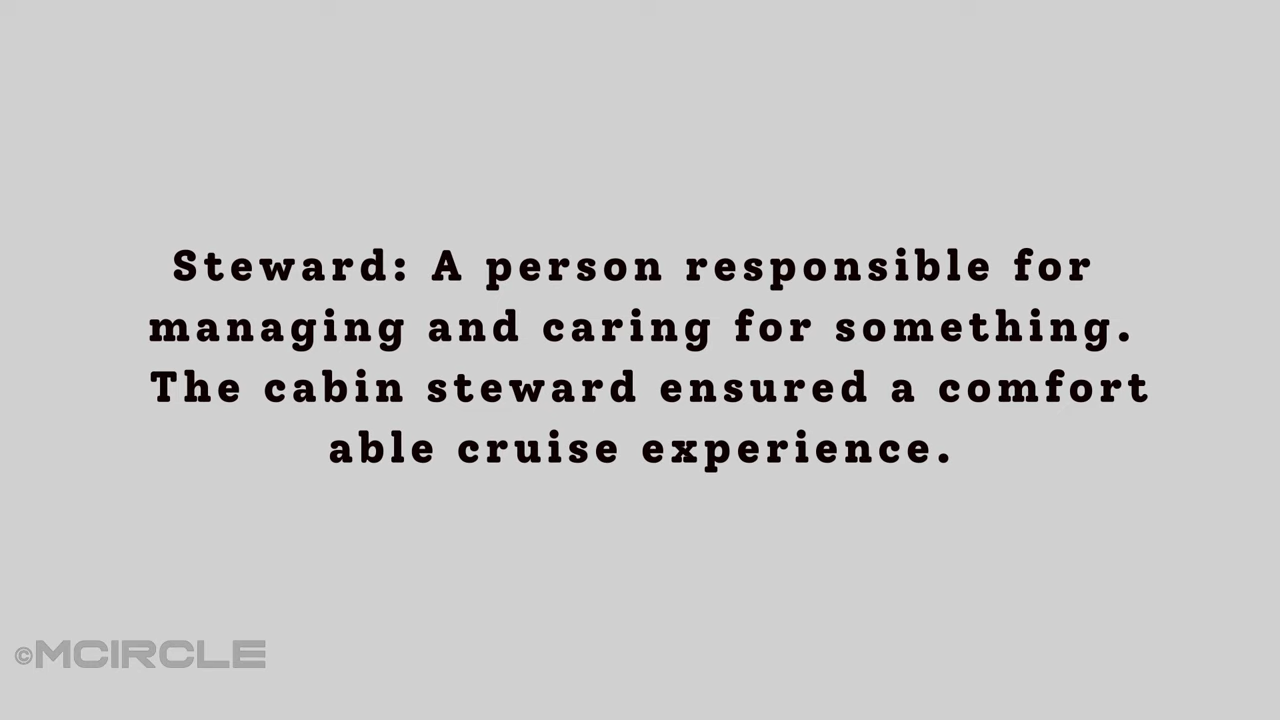 Steward: A person responsible for
managing and caring for something.
The cabin steward ensured a comfort
able cruise experience.
©MCIRCLE